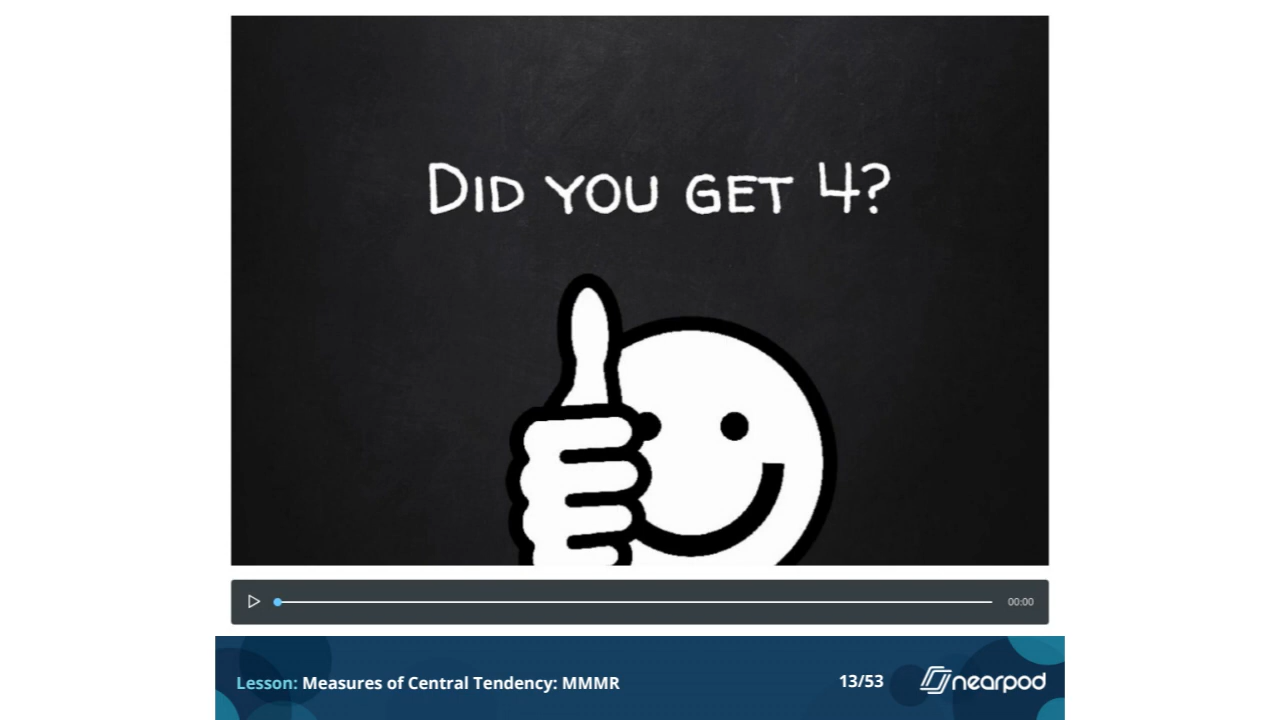 DID YOU GET 4?
00:00
Lesson: Measures of Central Tendency: MMMR
13/53
nearpod